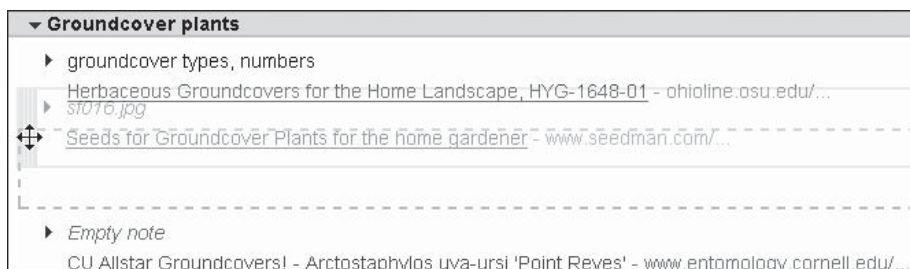 Groundcover plants
groundcover types, numbers
Herbaceous Groundcovers for the Home Landscape, HYG-1648-01 - ohioline.osu.edu/...
sf016.jpg
Seeds for Groundcover Plants for the home gardener - www.seedman.com/...
Empty note
CU Allstar Groundcovers! - Arctostaphylos uva-ursi 'Point Reyes' - www.entomology.cornell.edu/...